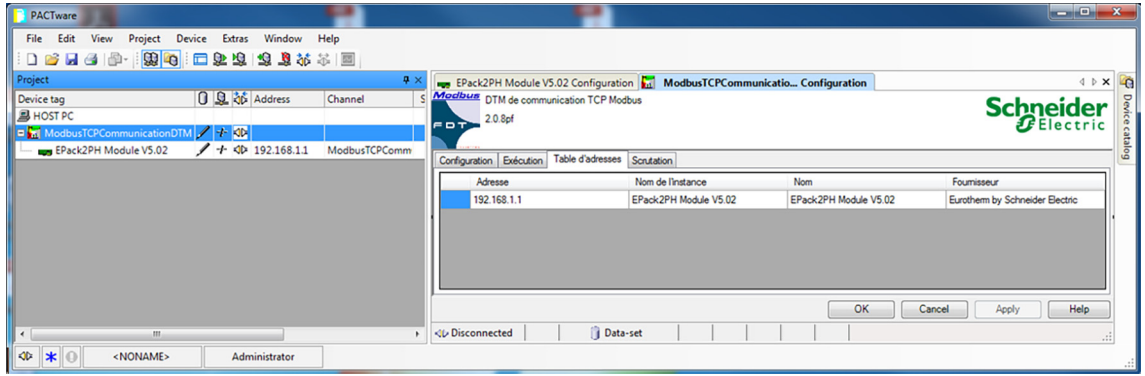 PACTware
File Edit View Project Device Extras Window Help
Project
Device tag Address Channel S
HOST PC
ModbusTCPCommunicationDTM
EPack2PH Module V5.02 192.168.1.1 ModbusTCPComm
EPack2PH Module V5.02 Configuration ModbusTCPCommunicatio... Configuration
Modbus
FDT
DTM de communication TCP Modbus
2.0.8pf
Schneider
Electric
Configuration Exécution Table d'adresses Scrutation
Adresse Nom de l'instance Nom Fournisseur
192.168.1.1 EPack2PH Module V5.02 EPack2PH Module V5.02 Eurotherm by Schneider Electric
OK Cancel Apply Help
Disconnected Data-set
Device catalog
<NONAME> Administrator